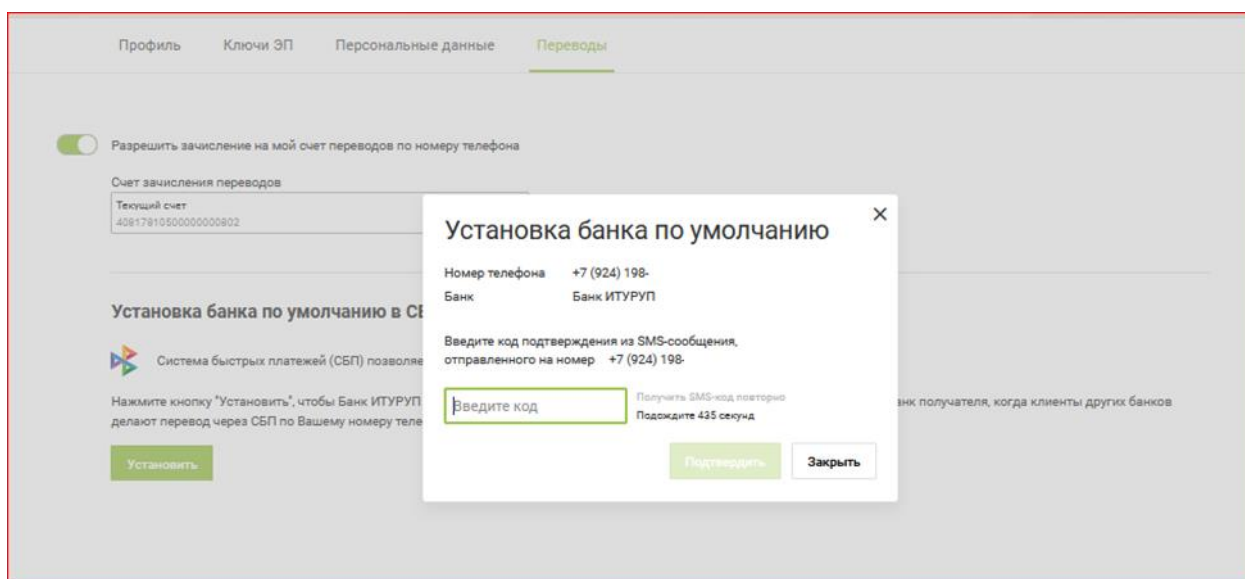 Профиль Ключи ЭП Персональные данные Переводы
Разрешить зачисление на мой счет переводов по номеру телефона
Счет зачисления переводов
Текущий счет
40817810500000000802
Установка банка по умолчанию
Номер телефона +7 (924) 198-
Банк Банк ИТУРУП
Введите код подтверждения из SMS-сообщения,
отправленного на номер +7 (924) 198-
Введите код
Получить SMS-код повторно
Подождите 435 секунд
Подтвердить Закрыть
Установка банка по умолчанию в
Система быстрых платежей (СБП)
Нажмите кнопку "Установить", чтобы Банк ИТУРУП получателя, когда клиенты других банков
делают перевод через СБП по Вашему номеру
Установить